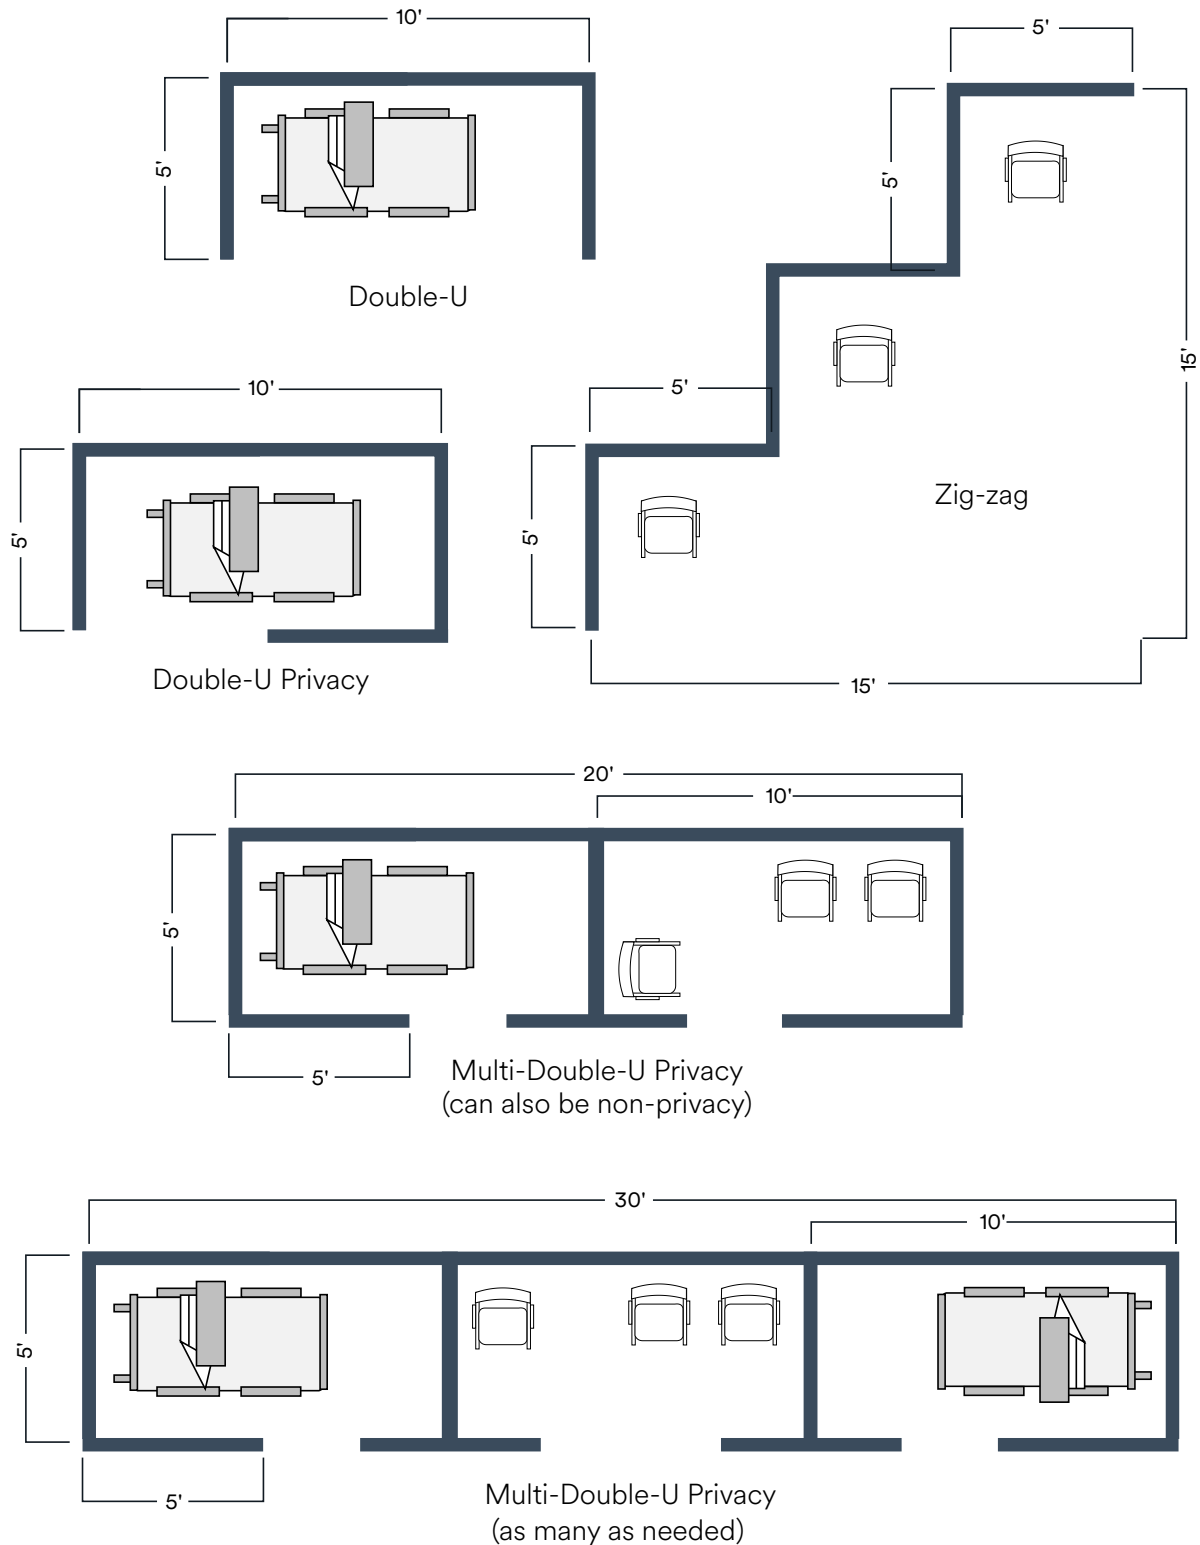 10'
5'
5'
Double-U
5'
15'
10'
5'
5'
Double-U Privacy
5'
Zig-zag
15'
20'
10'
5'
5'
Multi-Double-U Privacy
(can also be non-privacy)
30'
10'
5'
5'
Multi-Double-U Privacy
(as many as needed)